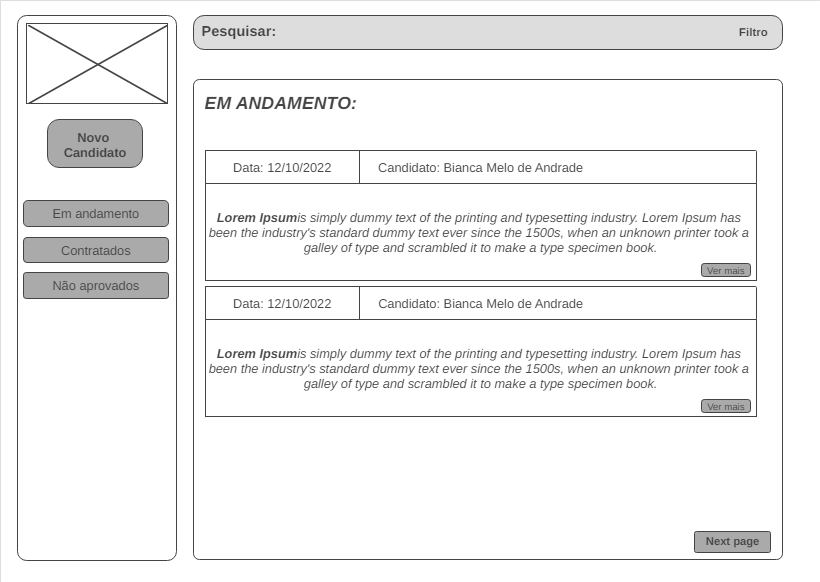 Pesquisar:
Filtro
Novo
Candidato
Em andamento
Contratados
Não aprovados
EM ANDAMENTO:
Data: 12/10/2022
Candidato: Bianca Melo de Andrade
Lorem Ipsumis simply dummy text of the printing and typesetting industry. Lorem Ipsum has
been the industry's standard dummy text ever since the 1500s, when an unknown printer took a
galley of type and scrambled it to make a type specimen book.
Ver mais
Data: 12/10/2022
Candidato: Bianca Melo de Andrade
Lorem Ipsumis simply dummy text of the printing and typesetting industry. Lorem Ipsum has
been the industry's standard dummy text ever since the 1500s, when an unknown printer took a
galley of type and scrambled it to make a type specimen book.
Ver mais
Next page